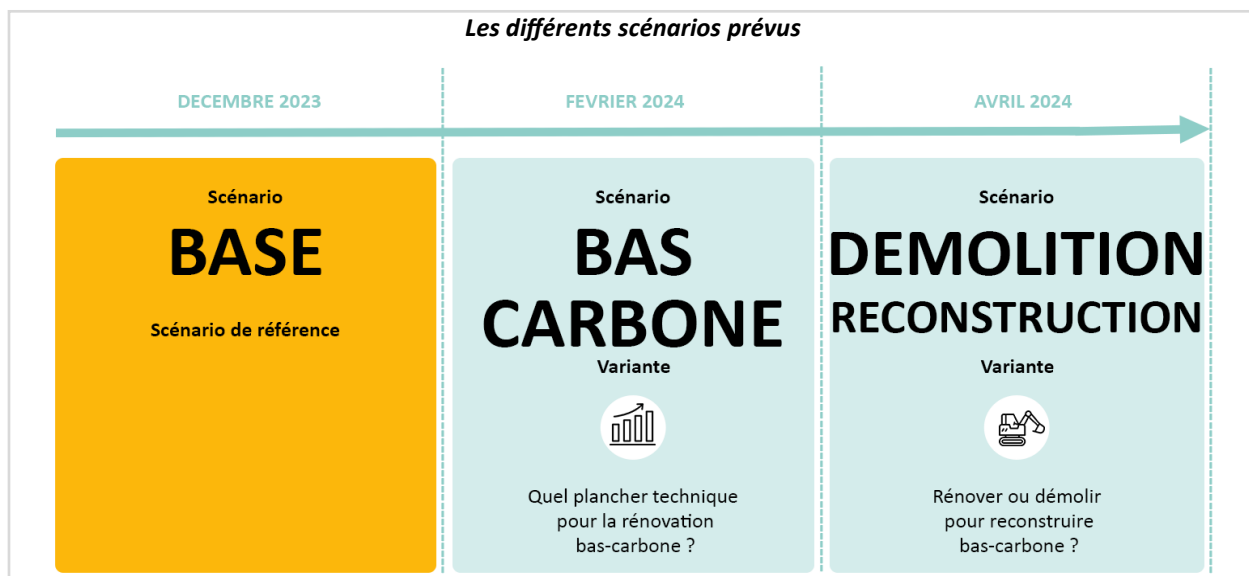 Les différents scénarios prévus
DECEMBRE 2023
FEVRIER 2024
AVRIL 2024
Scénario
BASE
Scénario de référence
Scénario
BAS
CARBONE
Variante
Quel plancher technique
pour la rénovation
bas-carbone ?
Scénario
DEMOLITION
RECONSTRUCTION
Variante
Rénover ou démolir
pour reconstruire
bas-carbone ?